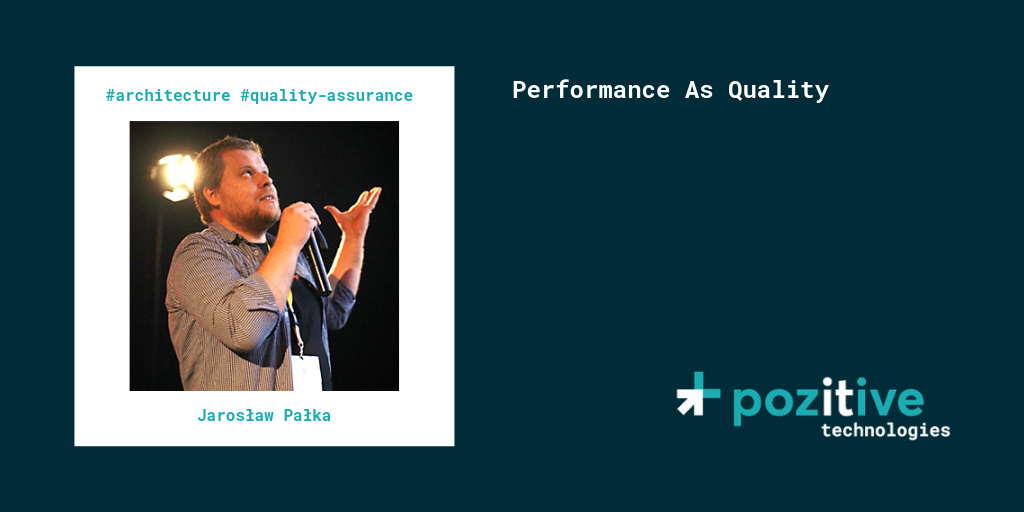 #architecture #quality-assurance
Jarosław Pałka
Performance As Quality
pozitive
technologies